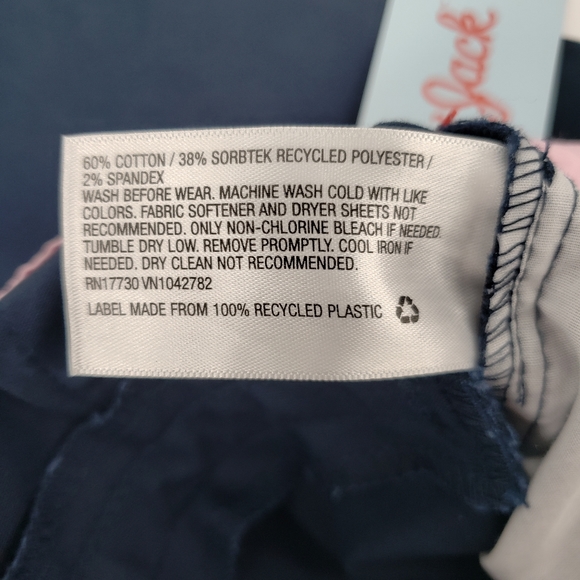 Jack
60% COTTON / 38% SORBTEK RECYCLED POLYESTER /
2% SPANDEX
WASH BEFORE WEAR. MACHINE WASH COLD WITH LIKE
COLORS. FABRIC SOFTENER AND DRYER SHEETS NOT
RECOMMENDED. ONLY NON-CHLORINE BLEACH IF NEEDED.
TUMBLE DRY LOW. REMOVE PROMPTLY. COOL IRON IF
NEEDED. DRY CLEAN NOT RECOMMENDED.
RN17730 VN1042782
LABEL MADE FROM 100% RECYCLED PLASTIC